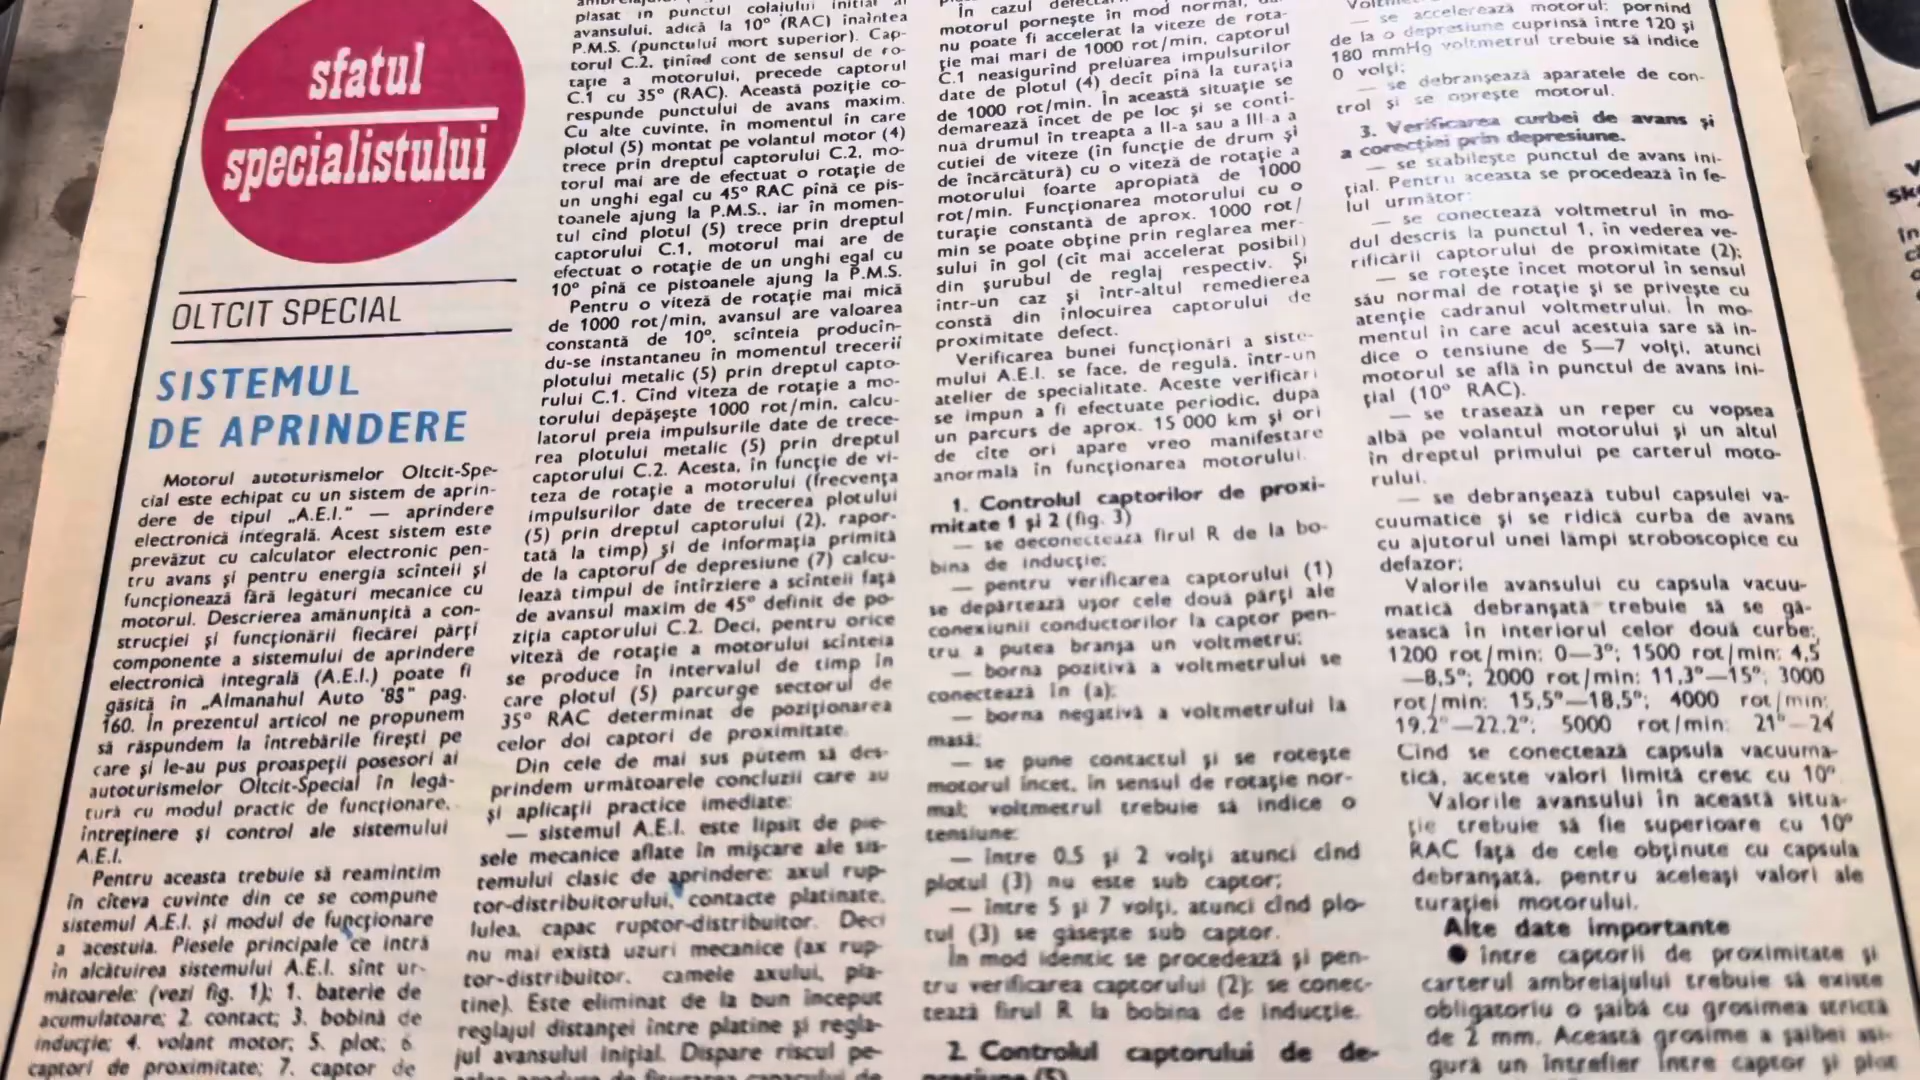 sfatul
specialistului
OLTCIT SPECIAL
SISTEMUL
DE APRINDERE
Motorul autoturismelor Oltcit-Spe-
cial este echipat cu un sistem de aprin-
dere de tipul „A.E.I.” — aprindere
electronică integrală. Acest sistem este
prevăzut cu calculator electronic pen-
tru avans și pentru energia scînteii și
funcționează fără legături mecanice cu
motorul. Descrierea amănunțită a con-
strucției și funcționării fiecărei părți
componente a sistemului de aprindere
electronică integrală (A.E.I.) poate fi
găsită în „Almanahul Auto '83” pag.
160. În prezentul articol ne propunem
să răspundem la întrebările firești pe
care și le-au pus proaspeții posesori ai
autoturismelor Oltcit-Special în legă-
tură cu modul practic de funcționare,
întreținere și control ale sistemului
A.E.I.
Pentru aceasta trebuie să reamintim
în cîteva cuvinte din ce se compune
sistemul A.E.I. și modul de funcționare
a acestuia. Piesele principale ce intră
în alcătuirea sistemului A.E.I. sînt ur-
mătoarele: (vezi fig. 1); 1. baterie de
acumulatoare; 2. contact; 3. bobină de
inducție; 4. volant motor; 5. plot; 6.
captori de proximitate; 7. captor de
plasat în punctul colajului inițial al
avansului, adică la 10° (RAC) înaintea
P.M.S. (punctului mort superior). Cap-
torul C.2, ținînd cont de sensul de ro-
tație a motorului, precede captorul
C.1 cu 35° (RAC). Această poziție co-
respunde punctului de avans maxim.
Cu alte cuvinte, în momentul în care
plotul (5) montat pe volantul motor (4)
trece prin dreptul captorului C.2, mo-
torul mai are de efectuat o rotație de
un unghi egal cu 45° RAC pînă ce pis-
toanele ajung la P.M.S., iar în momen-
tul cînd plotul (5) trece prin dreptul
captorului C.1, motorul mai are de
efectuat o rotație de un unghi egal cu
10° pînă ce pistoanele ajung la P.M.S.
Pentru o viteză de rotație mai mică
de 1000 rot/min, avansul are valoarea
constantă de 10°, scînteia producîn-
du-se instantaneu în momentul trecerii
plotului metalic (5) prin dreptul capto-
rului C.1. Cînd viteza de rotație a mo-
torului depășește 1000 rot/min, calcu-
latorul preia impulsurile date de trece-
rea plotului metalic (5) prin dreptul
captorului C.2. Acesta, în funcție de vi-
teza de rotație a motorului (frecvența
impulsurilor date de trecerea plotului
(5) prin dreptul captorului (2), rapor-
tată la timp) și de informația primită
de la captorul de depresiune (7) calcu-
lează timpul de întîrziere a scînteii față
de avansul maxim de 45° definit de po-
ziția captorului C.2. Deci, pentru orice
viteză de rotație a motorului scînteia
se produce în intervalul de timp în
care plotul (5) parcurge sectorul de
35° RAC determinat de poziționarea
celor doi captori de proximitate.
Din cele de mai sus putem să des-
prindem următoarele concluzii care au
și aplicații practice imediate:
— sistemul A.E.I. este lipsit de pie-
sele mecanice aflate în mișcare ale sis-
temului clasic de aprindere: axul rup-
tor-distribuitorului, contacte platinate,
lulea, capac ruptor-distribuitor. Deci
nu mai există uzuri mecanice (ax rup-
tor-distribuitor, camele axului, pla-
tine). Este eliminat de la bun început
reglajul distanței între platine și regla-
jul avansului inițial. Dispare riscul pe-
În cazul
motorul pornește în mod normal,
nu poate fi accelerat la viteze de rota-
ție mai mari de 1000 rot/min, captorul
C.1 neasigurînd preluarea impulsurilor
date de plotul (4) decît pînă la turația
de 1000 rot/min. În această situație se
demarează încet de pe loc și se conti-
nuă drumul în treapta a II-a sau a III-a a
cutiei de viteze (în funcție de drum și
de încărcătură) cu o viteză de rotație a
motorului foarte apropiată de 1000
rot/min. Funcționarea motorului cu o
turație constantă de aprox. 1000 rot/
min se poate obține prin reglarea mer-
sului în gol (cît mai accelerat posibil)
din șurubul de reglaj respectiv. Și
într-un caz și într-altul remedierea
constă din înlocuirea captorului de
proximitate defect.
Verificarea bunei funcționări a siste-
mului A.E.I. se face, de regulă, într-un
atelier de specialitate. Aceste verificări
se impun a fi efectuate periodic, după
un parcurs de aprox. 15 000 km și ori
de cîte ori apare vreo manifestare
anormală în funcționarea motorului.
1. Controlul captorilor de proxi-
mitate 1 și 2 (fig. 3)
— se deconectează firul R de la bo-
bina de inducție;
— pentru verificarea captorului (1)
se depărtează ușor cele două părți ale
conexiunii conductorilor la captor pen-
tru a putea branșa un voltmetru;
— borna pozitivă a voltmetrului se
conectează în (a);
— borna negativă a voltmetrului la
masă;
— se pune contactul și se rotește
motorul încet, în sensul de rotație nor-
mal; voltmetrul trebuie să indice o
tensiune:
— între 0,5 și 2 volți atunci cînd
plotul (3) nu este sub captor;
— între 5 și 7 volți, atunci cînd plo-
tul (3) se găsește sub captor.
În mod identic se procedează și pen-
tru verificarea captorului (2); se conec-
tează firul R la bobina de inducție.
2. Controlul captorului de de-
presiune (5)
— se accelerează motorul; pornind
de la o depresiune cuprinsă între 120 și
180 mmHg voltmetrul trebuie să indice
0 volți;
— se debranșează aparatele de con-
trol și se oprește motorul.
3. Verificarea curbei de avans și
a corecției prin depresiune.
— se stabilește punctul de avans ini-
țial. Pentru aceasta se procedează în fe-
lul următor:
— se conectează voltmetrul în mo-
dul descris la punctul 1, în vederea ve-
rificării captorului de proximitate (2);
— se rotește încet motorul în sensul
său normal de rotație și se privește cu
atenție cadranul voltmetrului. În mo-
mentul în care acul acestuia sare să in-
dice o tensiune de 5—7 volți, atunci
motorul se află în punctul de avans ini-
țial (10° RAC).
— se trasează un reper cu vopsea
albă pe volantul motorului și un altul
în dreptul primului pe carterul moto-
rului.
— se debranșează tubul capsulei va-
cuumatice și se ridică curba de avans
cu ajutorul unei lămpi stroboscopice cu
defazor;
Valorile avansului cu capsula vacuu-
matică debranșată trebuie să se gă-
sească în interiorul celor două curbe:
1200 rot/min: 0—3°; 1500 rot/min: 4,5
—8,5°; 2000 rot/min: 11,3°—15°; 3000
rot/min: 15,5°—18,5°; 4000 rot/min:
19,2°—22,2°; 5000 rot/min: 21°—24
Cînd se conectează capsula vacuuma-
tică, aceste valori limită cresc cu 10°.
Valorile avansului în această situa-
ție trebuie să fie superioare cu 10°
RAC față de cele obținute cu capsula
debranșată, pentru aceleași valori ale
turației motorului.
Alte date importante
● între captorii de proximitate și
carterul ambreiajului trebuie să existe
obligatoriu o șaibă cu grosimea strictă
de 2 mm. Această grosime a șaibei asi-
gură un întrefier între captor și plot